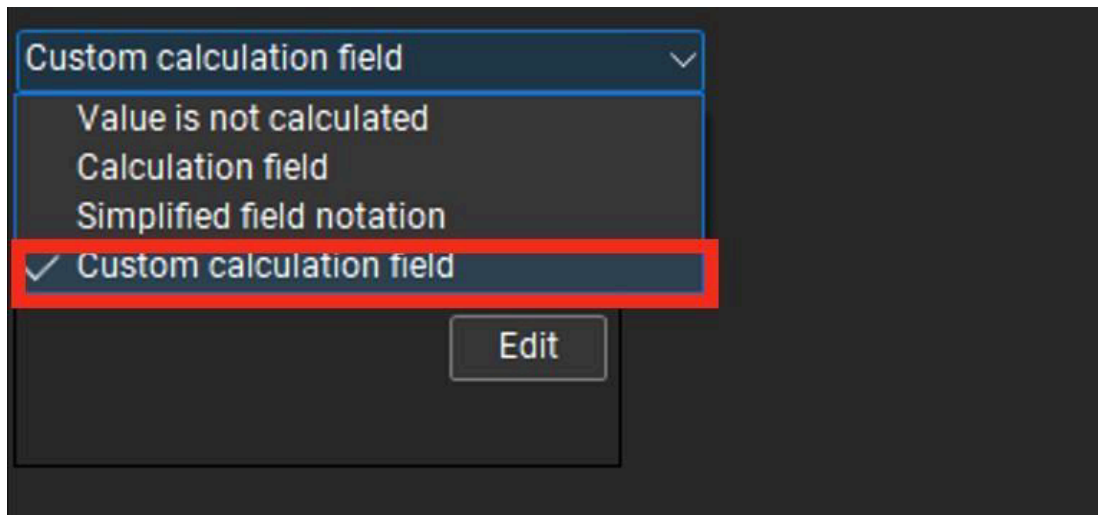 Custom calculation field
Value is not calculated
Calculation field
Simplified field notation
Custom calculation field
Edit